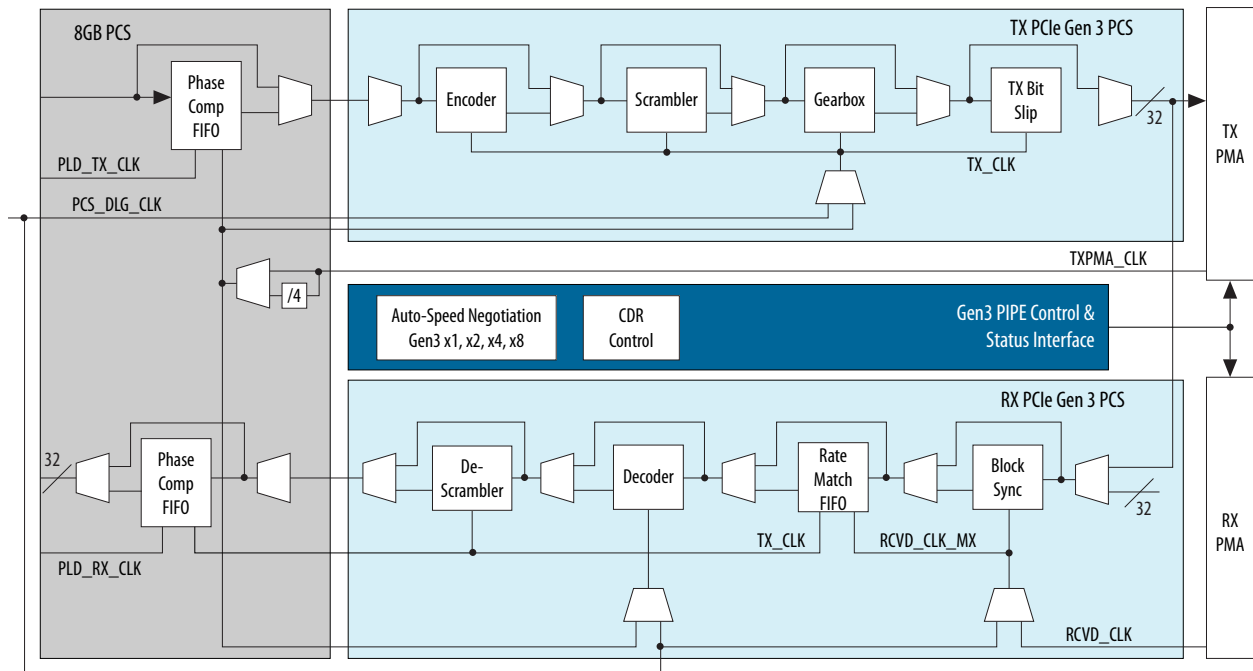 8GB PCS
Phase
Comp
FIFO
PLD_TX_CLK
PCS_DLG_CLK
/4
TX PCIe Gen 3 PCS
Encoder
Scrambler
Gearbox
TX Bit
Slip
32
TX_CLK
TX
PMA
TXPMA_CLK
Auto-Speed Negotiation
Gen3 x1, x2, x4, x8
CDR
Control
Gen3 PIPE Control &
Status Interface
RX PCIe Gen 3 PCS
32
Phase
Comp
FIFO
PLD_RX_CLK
De-
Scrambler
Decoder
Rate
Match
FIFO
Block
Sync
32
TX_CLK
RCVD_CLK_MX
RCVD_CLK
RX
PMA